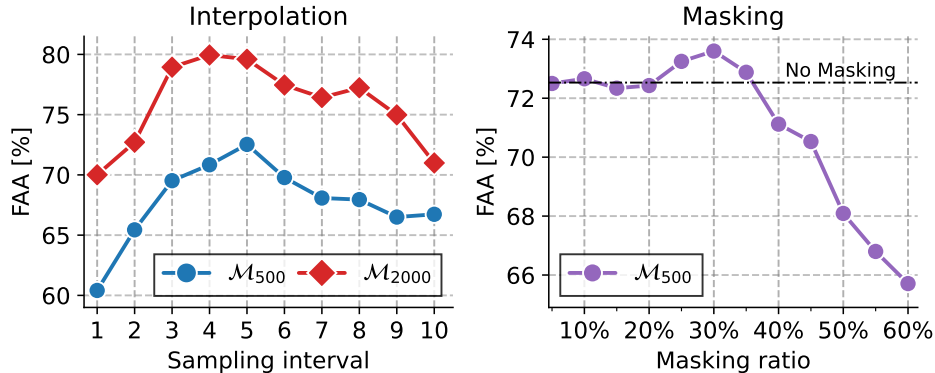 Interpolation
FAA [%]
80
75
70
65
60
1 2 3 4 5 6 7 8 9 10
Sampling interval
ℳ500 ℳ2000
Masking
FAA [%]
74
72
70
68
66
No Masking
10% 20% 30% 40% 50% 60%
Masking ratio
ℳ500